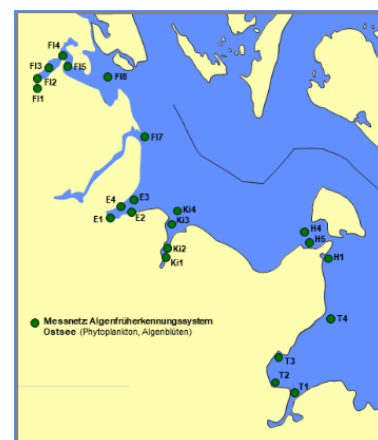 Fl4
Fl3
Fl5
Fl2
Fl8
Fl1
Fl7
E4
E3
E1
E2
Ki4
Ki3
Ki2
Ki1
H4
H5
H1
T4
T3
T2
T1
Messnetz: Algenfrüherkennungssystem
Ostsee (Phytoplankton, Algenblüten)